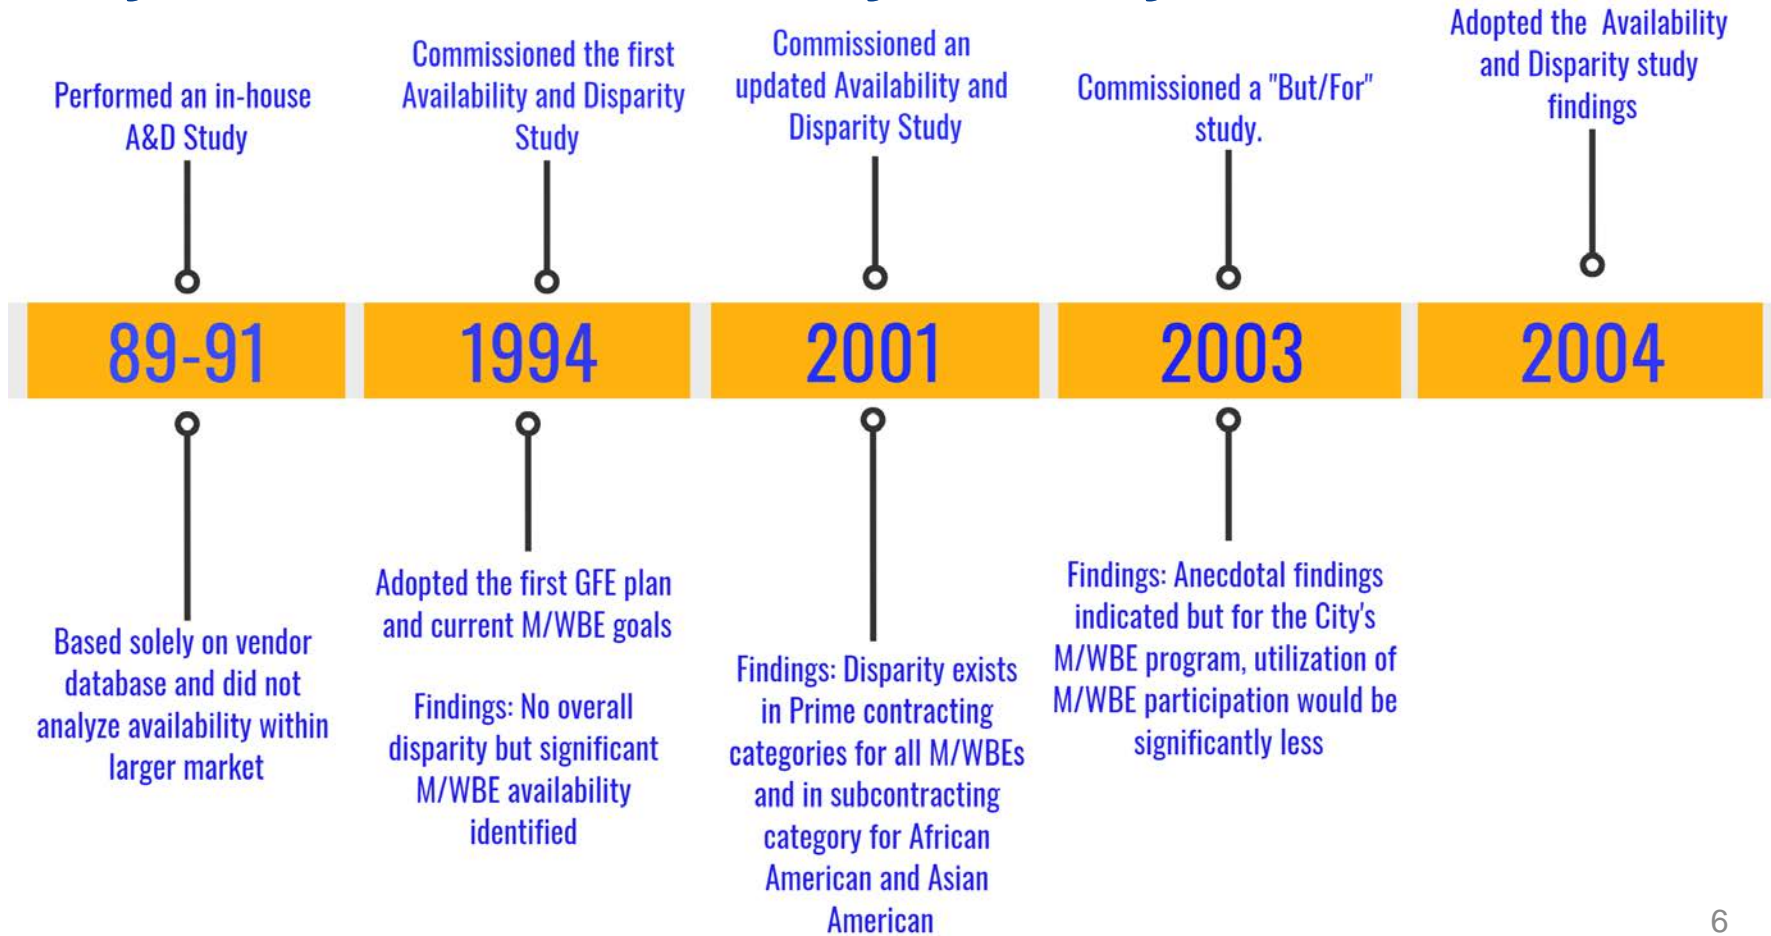 Performed an in-house
A&D Study
Commissioned the first
Availability and Disparity
Study
Commissioned an
updated Availability and
Disparity Study
Commissioned a "But/For"
study.
Adopted the Availability
and Disparity study
findings
89-91
1994
2001
2003
2004
Based solely on vendor
database and did not
analyze availability within
larger market
Adopted the first GFE plan
and current M/WBE goals
Findings: No overall
disparity but significant
M/WBE availability
identified
Findings: Disparity exists
in Prime contracting
categories for all M/WBEs
and in subcontracting
category for African
American and Asian
American
Findings: Anecdotal findings
indicated but for the City's
M/WBE program, utilization of
M/WBE participation would be
significantly less
6